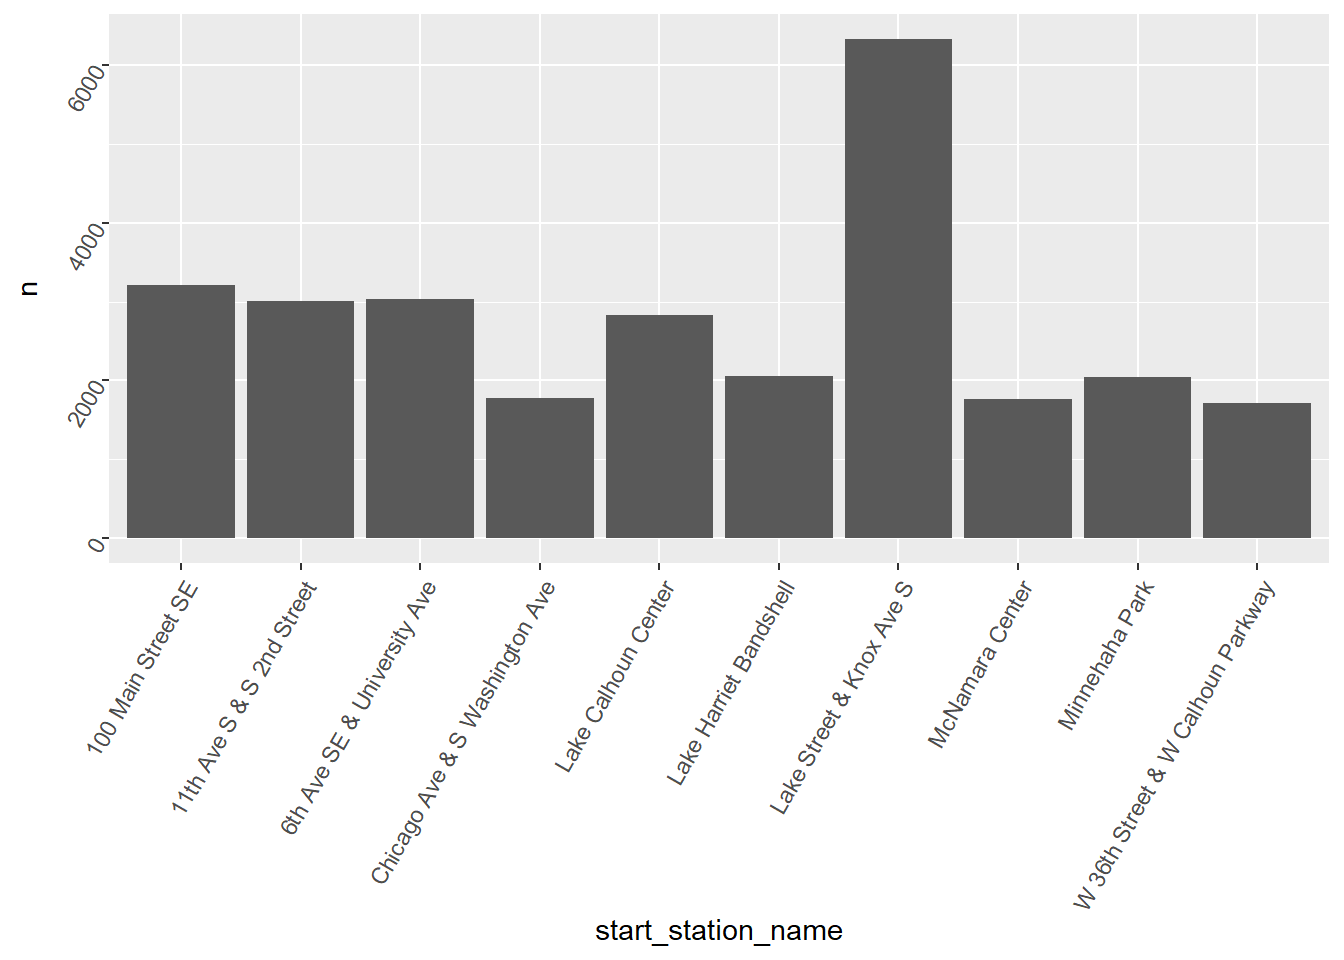 n
6000
4000
2000
0
100 Main Street SE
11th Ave S & S 2nd Street
6th Ave SE & University Ave
Chicago Ave & S Washington Ave
Lake Calhoun Center
Lake Harriet Bandshell
Lake Street & Knox Ave S
McNamara Center
Minnehaha Park
W 36th Street & W Calhoun Parkway
start_station_name